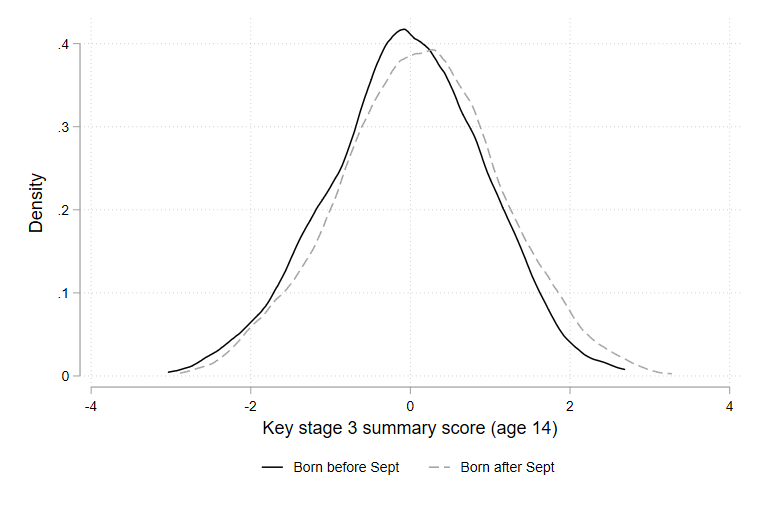 .4
.3
.2
.1
0
Density
-4 -2 0 2 4
Key stage 3 summary score (age 14)
Born before Sept Born after Sept